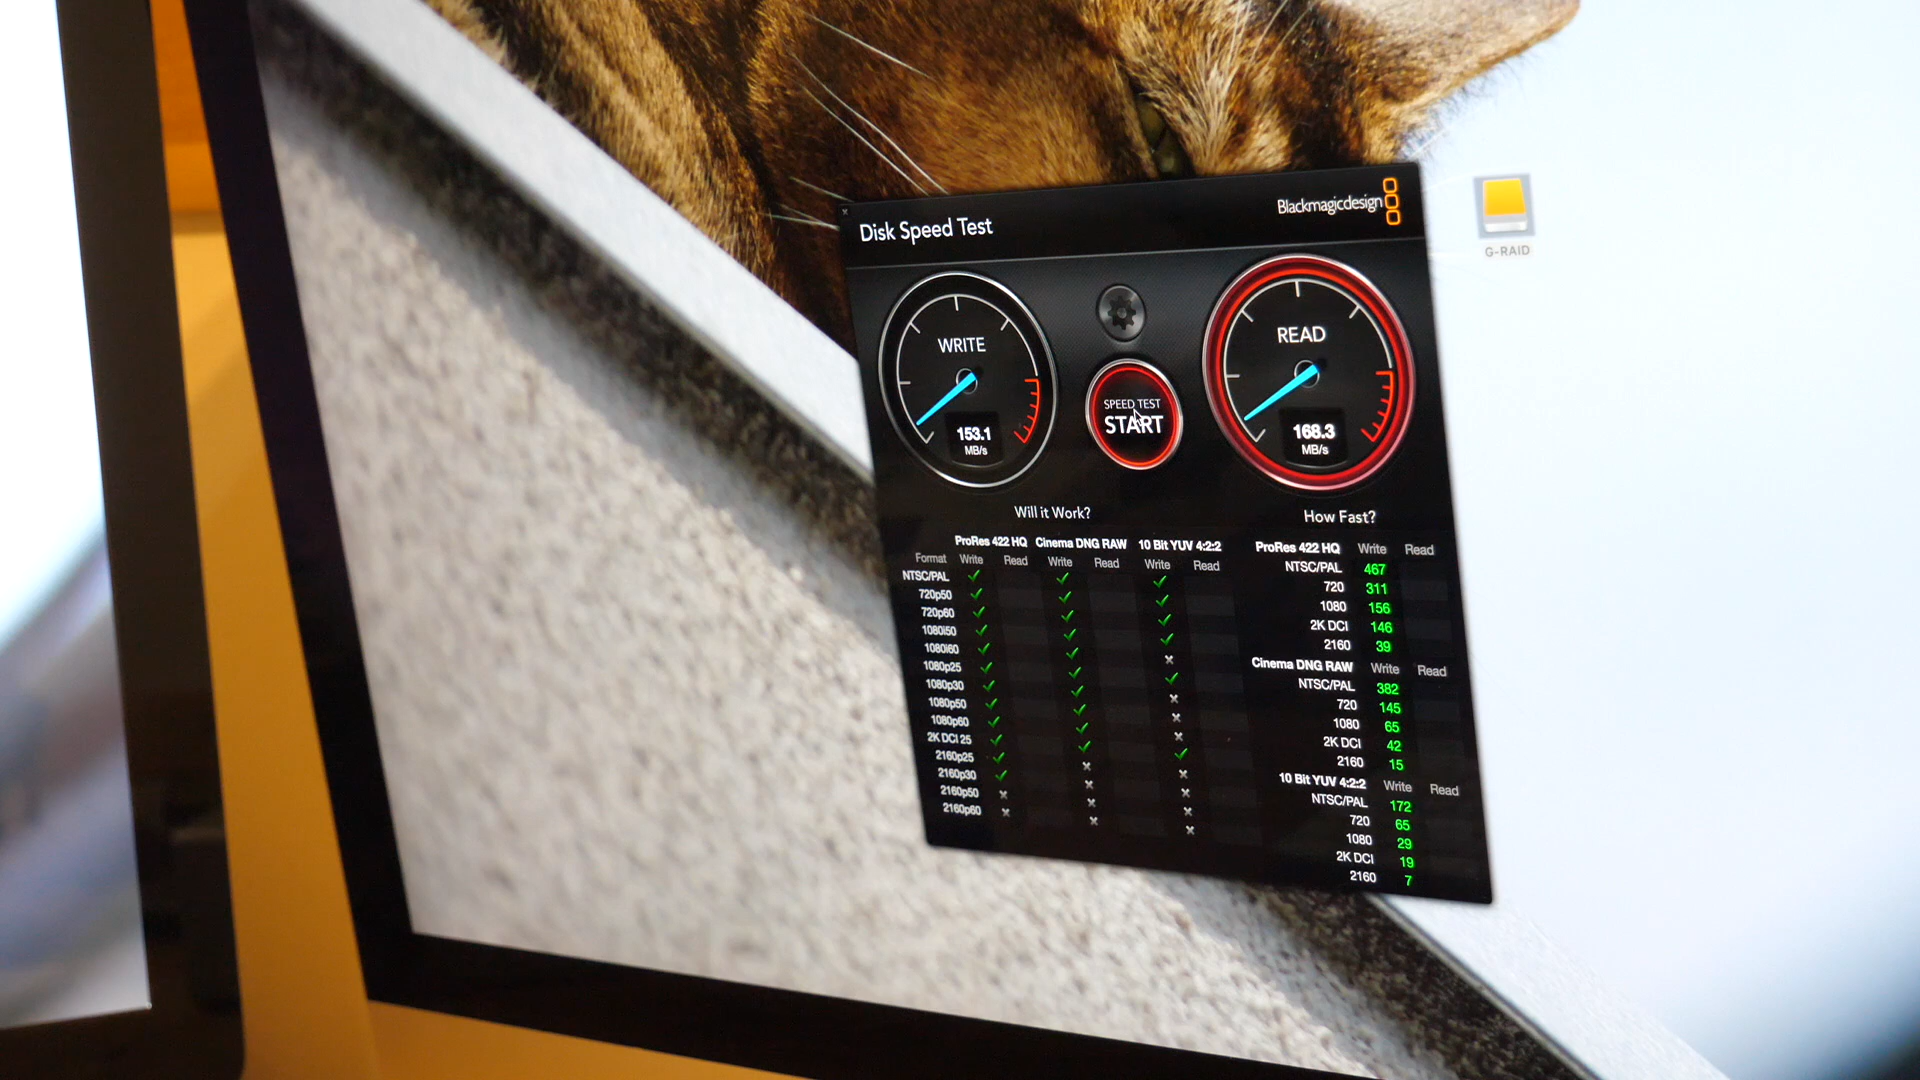 Disk Speed Test
Blackmagicdesign
G-RAID
WRITE
153.1
MB/s
SPEED TEST
START
READ
168.3
MB/s
Will it Work?
ProRes 422 HQ Cinema DNG RAW 10 Bit YUV 4:2:2
Format Write Read Write Read Write Read
NTSC/PAL
720p50
720p60
1080i50
1080i60
1080p25
1080p30
1080p50
1080p60
2K DCI 25
2160p25
2160p30
2160p50
2160p60
How Fast?
ProRes 422 HQ Write Read
NTSC/PAL 467
720 311
1080 156
2K DCI 146
2160 39
Cinema DNG RAW Write Read
NTSC/PAL 382
720 145
1080 65
2K DCI 42
2160 15
10 Bit YUV 4:2:2 Write Read
NTSC/PAL 172
720 65
1080 29
2K DCI 19
2160 7